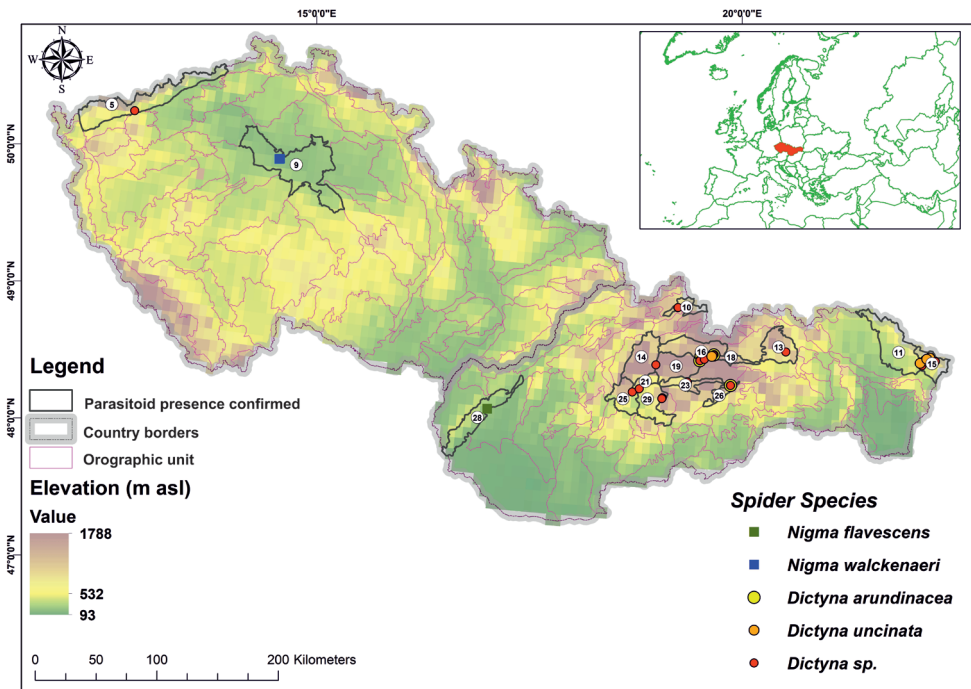 15°0'0"E 20°0'0"E
N
W E
S
50°0'0"N
49°0'0"N
48°0'0"N
47°0'0"N
5
9
10
11
13
14 16 18 15
19
21 23
25 29 26
28
Legend
Parasitoid presence confirmed
Country borders
Orographic unit
Elevation (m asl)
Value
1788
532
93
0 50 100 200 Kilometers
Spider Species
Nigma flavescens
Nigma walckenaeri
Dictyna arundinacea
Dictyna uncinata
Dictyna sp.